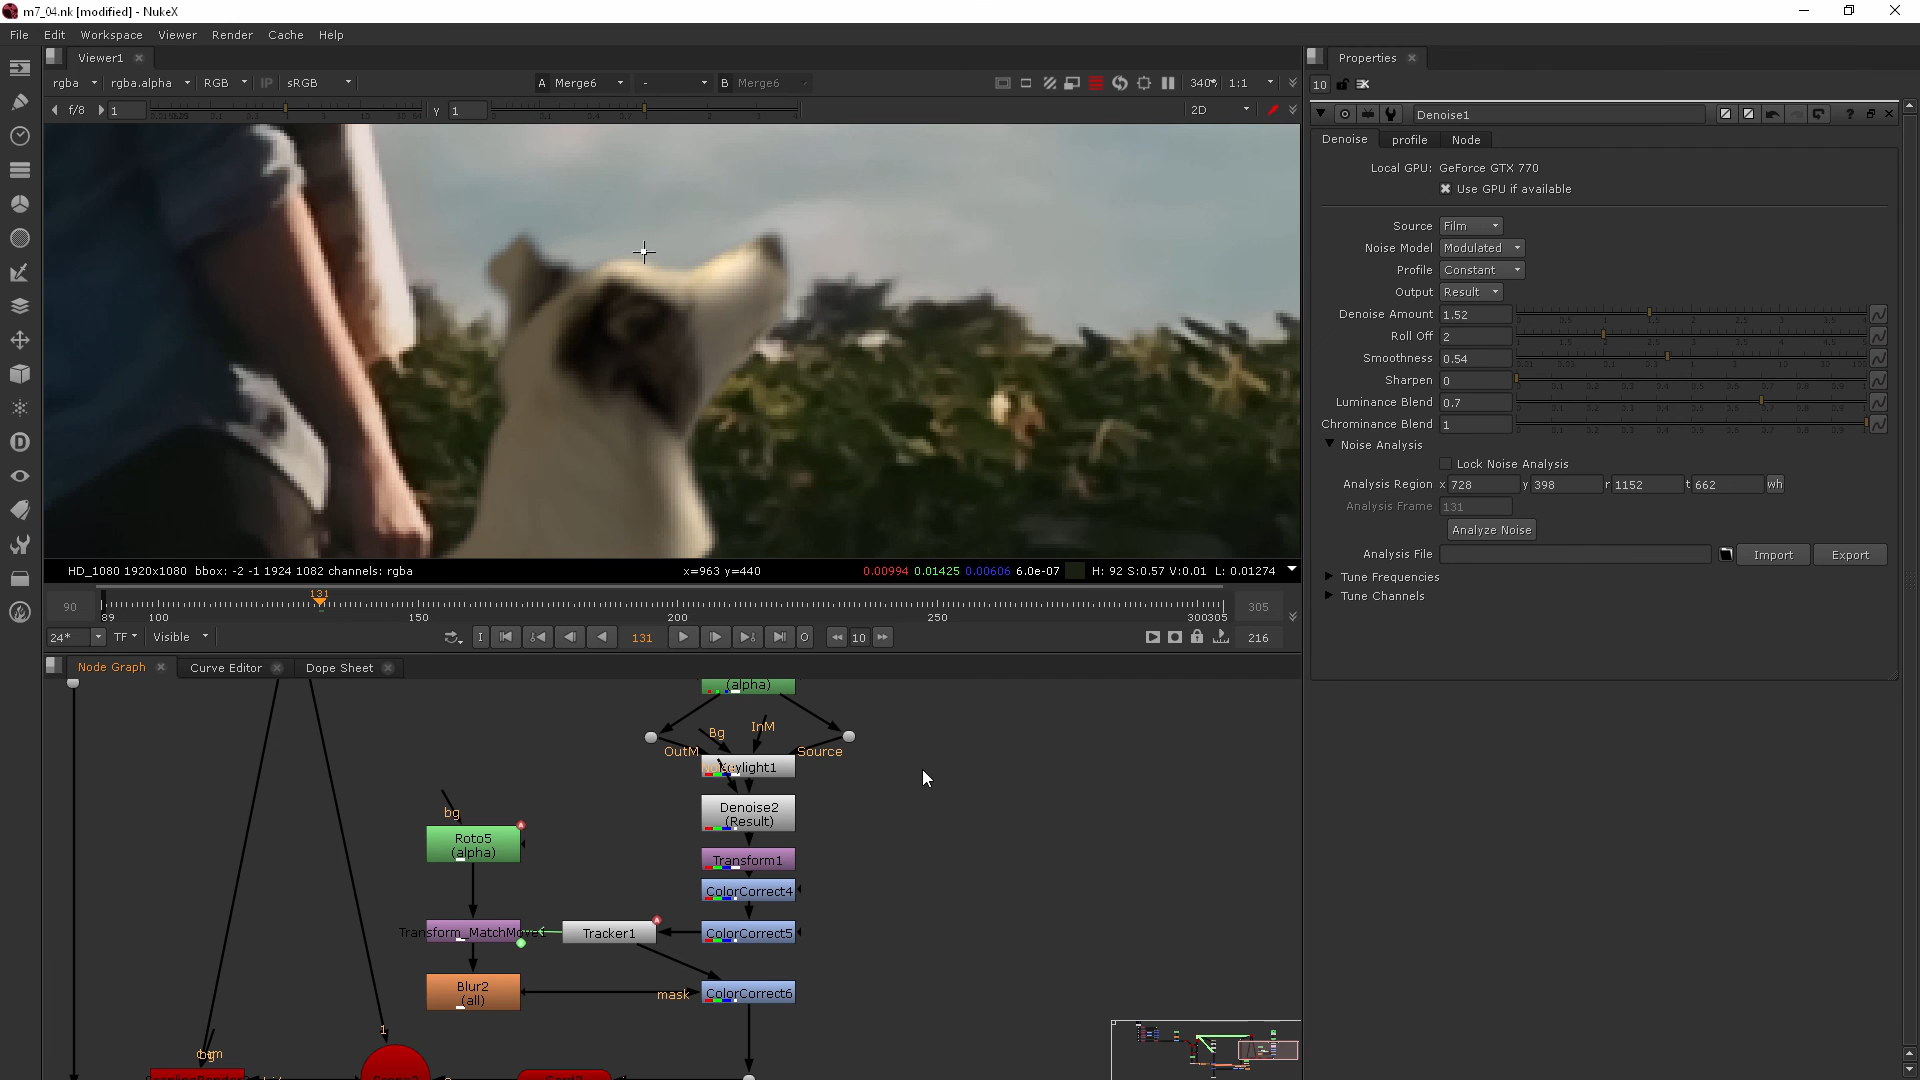 m7_04.nk [modified] - NukeX
File Edit Workspace Viewer Render Cache Help
Viewer1
rgba rgba.alpha RGB IP sRGB A Merge6 - B Merge6 340% 1:1
f/8 1 Y 1 2D
HD_1080 1920x1080 bbox: -2 -1 1924 1082 channels: rgba x=963 y=440 0.00994 0.01425 0.00606 6.0e-07 H: 92 S:0.57 V:0.01 L: 0.01274
90 131 305
89 100 150 200 250 300305
24* TF Visible I 131 O 10 216
Node Graph Curve Editor Dope Sheet
(alpha)
Bg InM
OutM Source
Keylight1
Denoise2
(Result)
bg
Roto5
(alpha)
Transform1
ColorCorrect4
Transform_MatchMove
Tracker1
ColorCorrect5
Blur2
(all)
mask
ColorCorrect6
1
Properties
10
Denoise1 ?
Denoise profile Node
Local GPU: GeForce GTX 770
Use GPU if available
Source Film
Noise Model Modulated
Profile Constant
Output Result
Denoise Amount 1.52
Roll Off 2
Smoothness 0.54
Sharpen 0
Luminance Blend 0.7
Chrominance Blend 1
Noise Analysis
Lock Noise Analysis
Analysis Region x 728 y 398 r 1152 t 662 wh
Analysis Frame 131
Analyze Noise
Analysis File Import Export
Tune Frequencies
Tune Channels